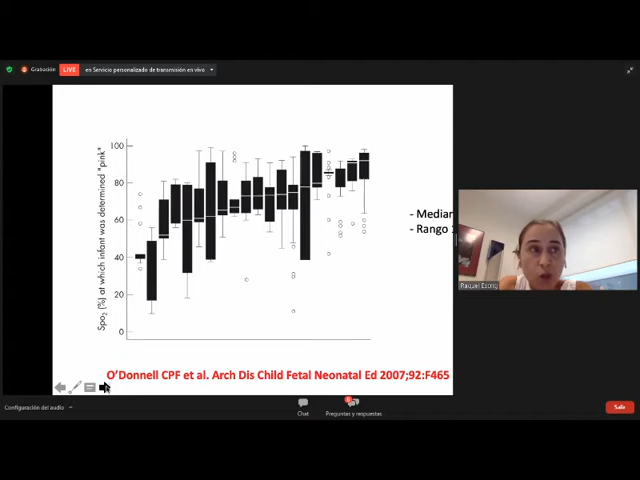 Grabación
LIVE
en Servicio personalizado de transmisión en vivo
Spo2 (%) at which infant was determined "pink"
100
80
60
40
20
0
- Median
- Rango
O'Donnell CPF et al. Arch Dis Child Fetal Neonatal Ed 2007;92:F465
Configuración del audio
Chat
Preguntas y respuestas
Salir